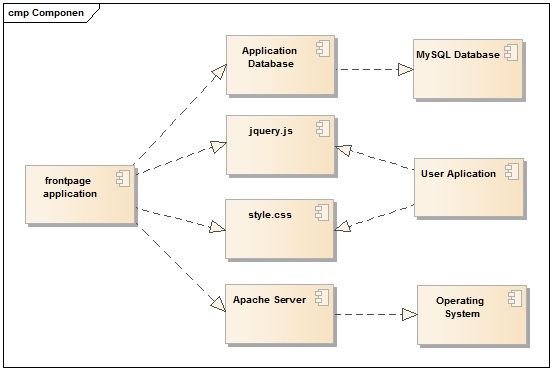 cmp Componen
Application
Database
MySQL Database
jquery.js
frontpage
application
User Aplication
style.css
Apache Server
Operating
System